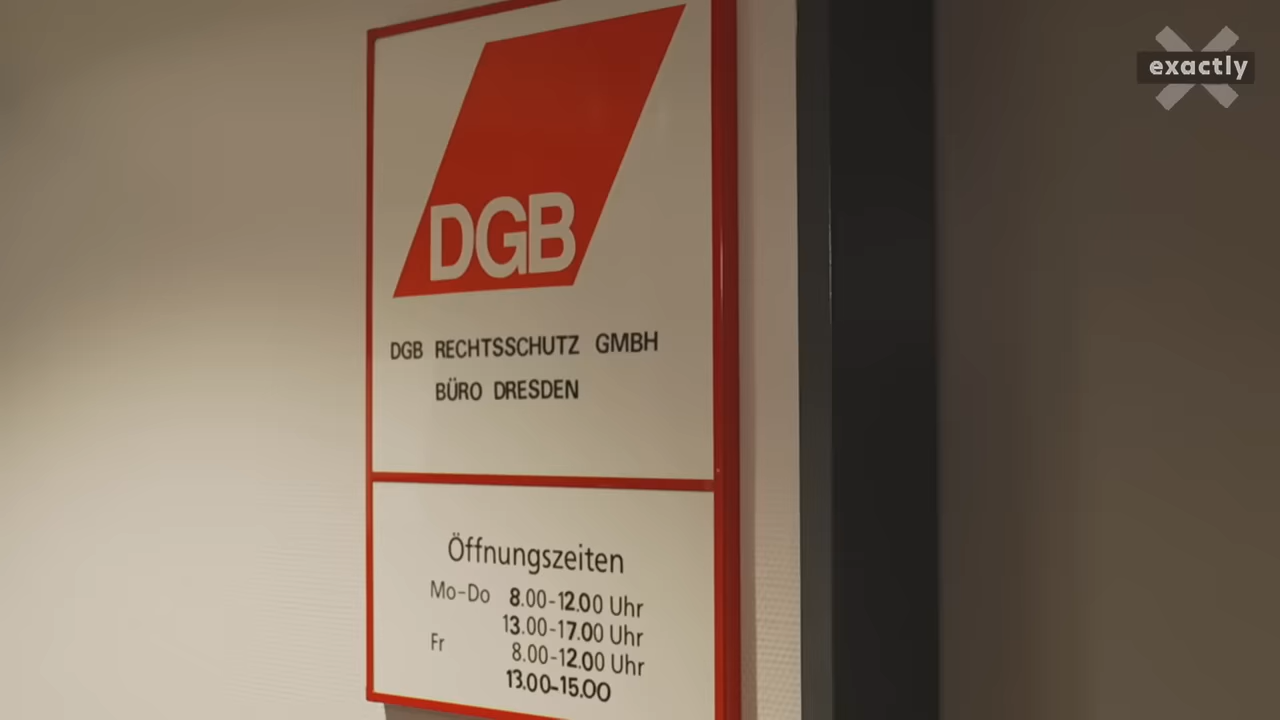 exactly
DGB
DGB RECHTSSCHUTZ GMBH
BÜRO DRESDEN
Öffnungszeiten
Mo-Do 8.00-12.00 Uhr
13.00-17.00 Uhr
Fr 8.00-12.00 Uhr
13.00-15.00